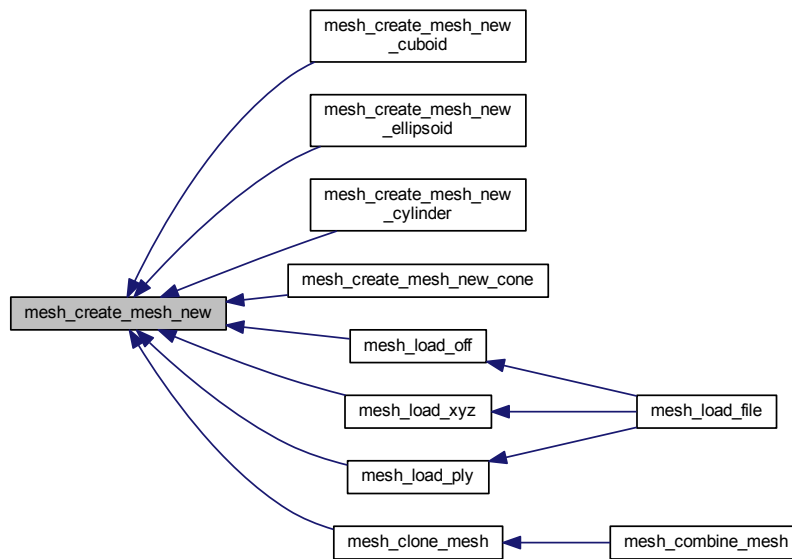 mesh_create_mesh_new
_cuboid
mesh_create_mesh_new
_ellipsoid
mesh_create_mesh_new
_cylinder
mesh_create_mesh_new_cone
mesh_create_mesh_new
mesh_load_off
mesh_load_xyz
mesh_load_file
mesh_load_ply
mesh_clone_mesh
mesh_combine_mesh